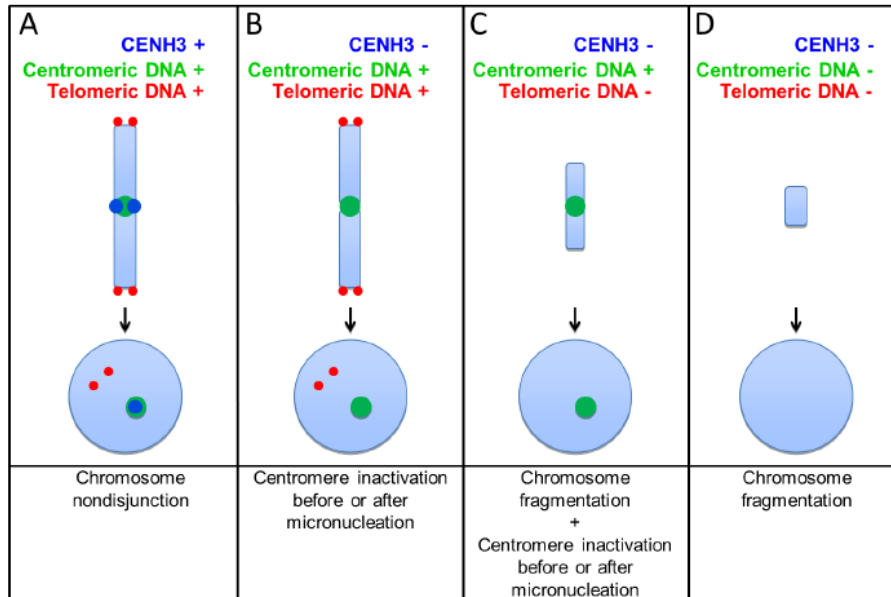 A
CENH3 +
Centromeric DNA +
Telomeric DNA +
Chromosome
nondisjunction
B
CENH3 -
Centromeric DNA +
Telomeric DNA +
Centromere inactivation
before or after
micronucleation
C
CENH3 -
Centromeric DNA +
Telomeric DNA -
Chromosome
fragmentation
+
Centromere inactivation
before or after
micronucleation
D
CENH3 -
Centromeric DNA -
Telomeric DNA -
Chromosome
fragmentation